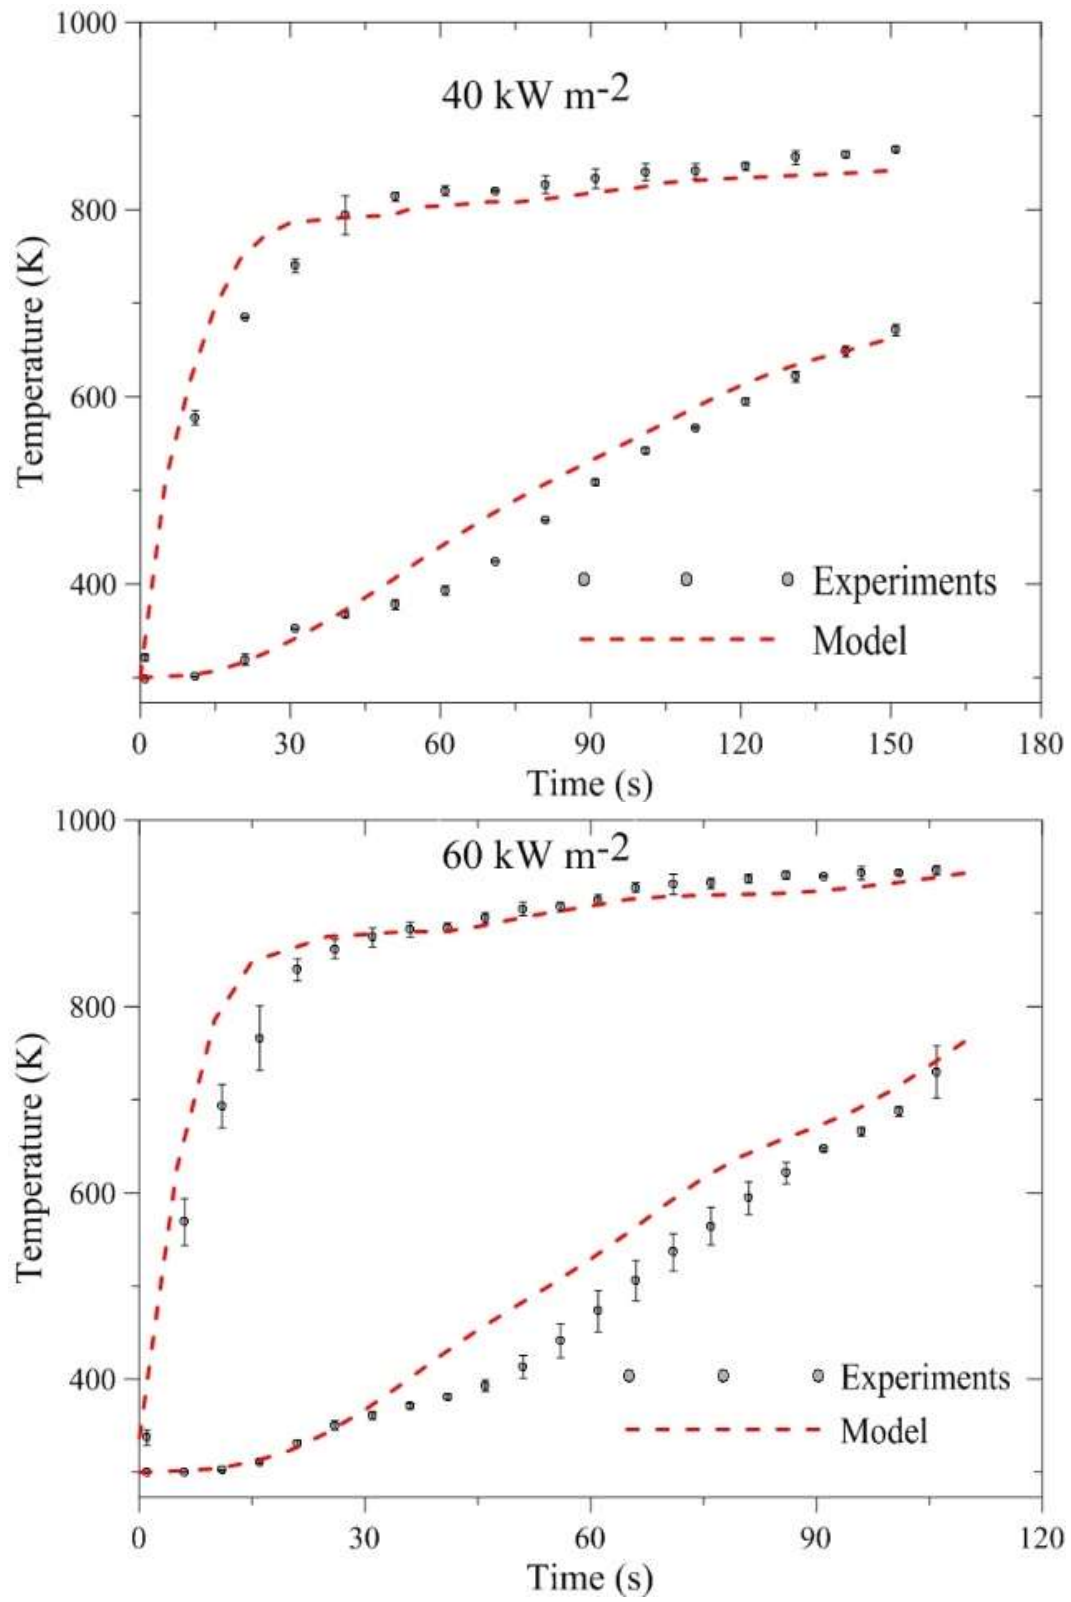 1000
40 kW m-2
800
Temperature (K)
600
400
Experiments
Model
0 30 60 90 120 150 180
Time (s)
1000
60 kW m-2
800
Temperature (K)
600
400
Experiments
Model
0 30 60 90 120
Time (s)